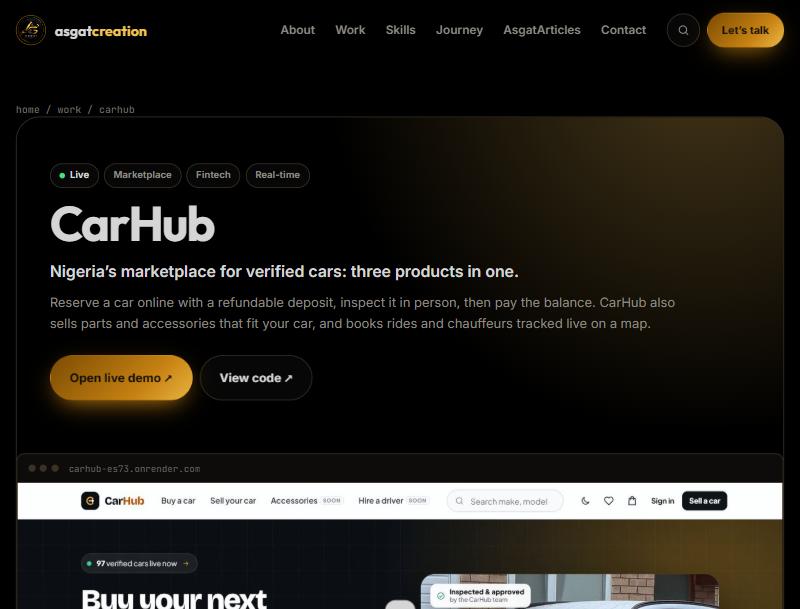 asgatcreation
About Work Skills Journey AsgatArticles Contact Let's talk
home / work / carhub
Live Marketplace Fintech Real-time
CarHub
Nigeria's marketplace for verified cars: three products in one.
Reserve a car online with a refundable deposit, inspect it in person, then pay the balance. CarHub also
sells parts and accessories that fit your car, and books rides and chauffeurs tracked live on a map.
Open live demo ↗ View code ↗
carhub-es73.onrender.com
CarHub Buy a car Sell your car Accessories SOON Hire a driver SOON Search make, model Sign in Sell a car
97 verified cars live now →
Inspected & approved
by the CarHub team
Buy your next